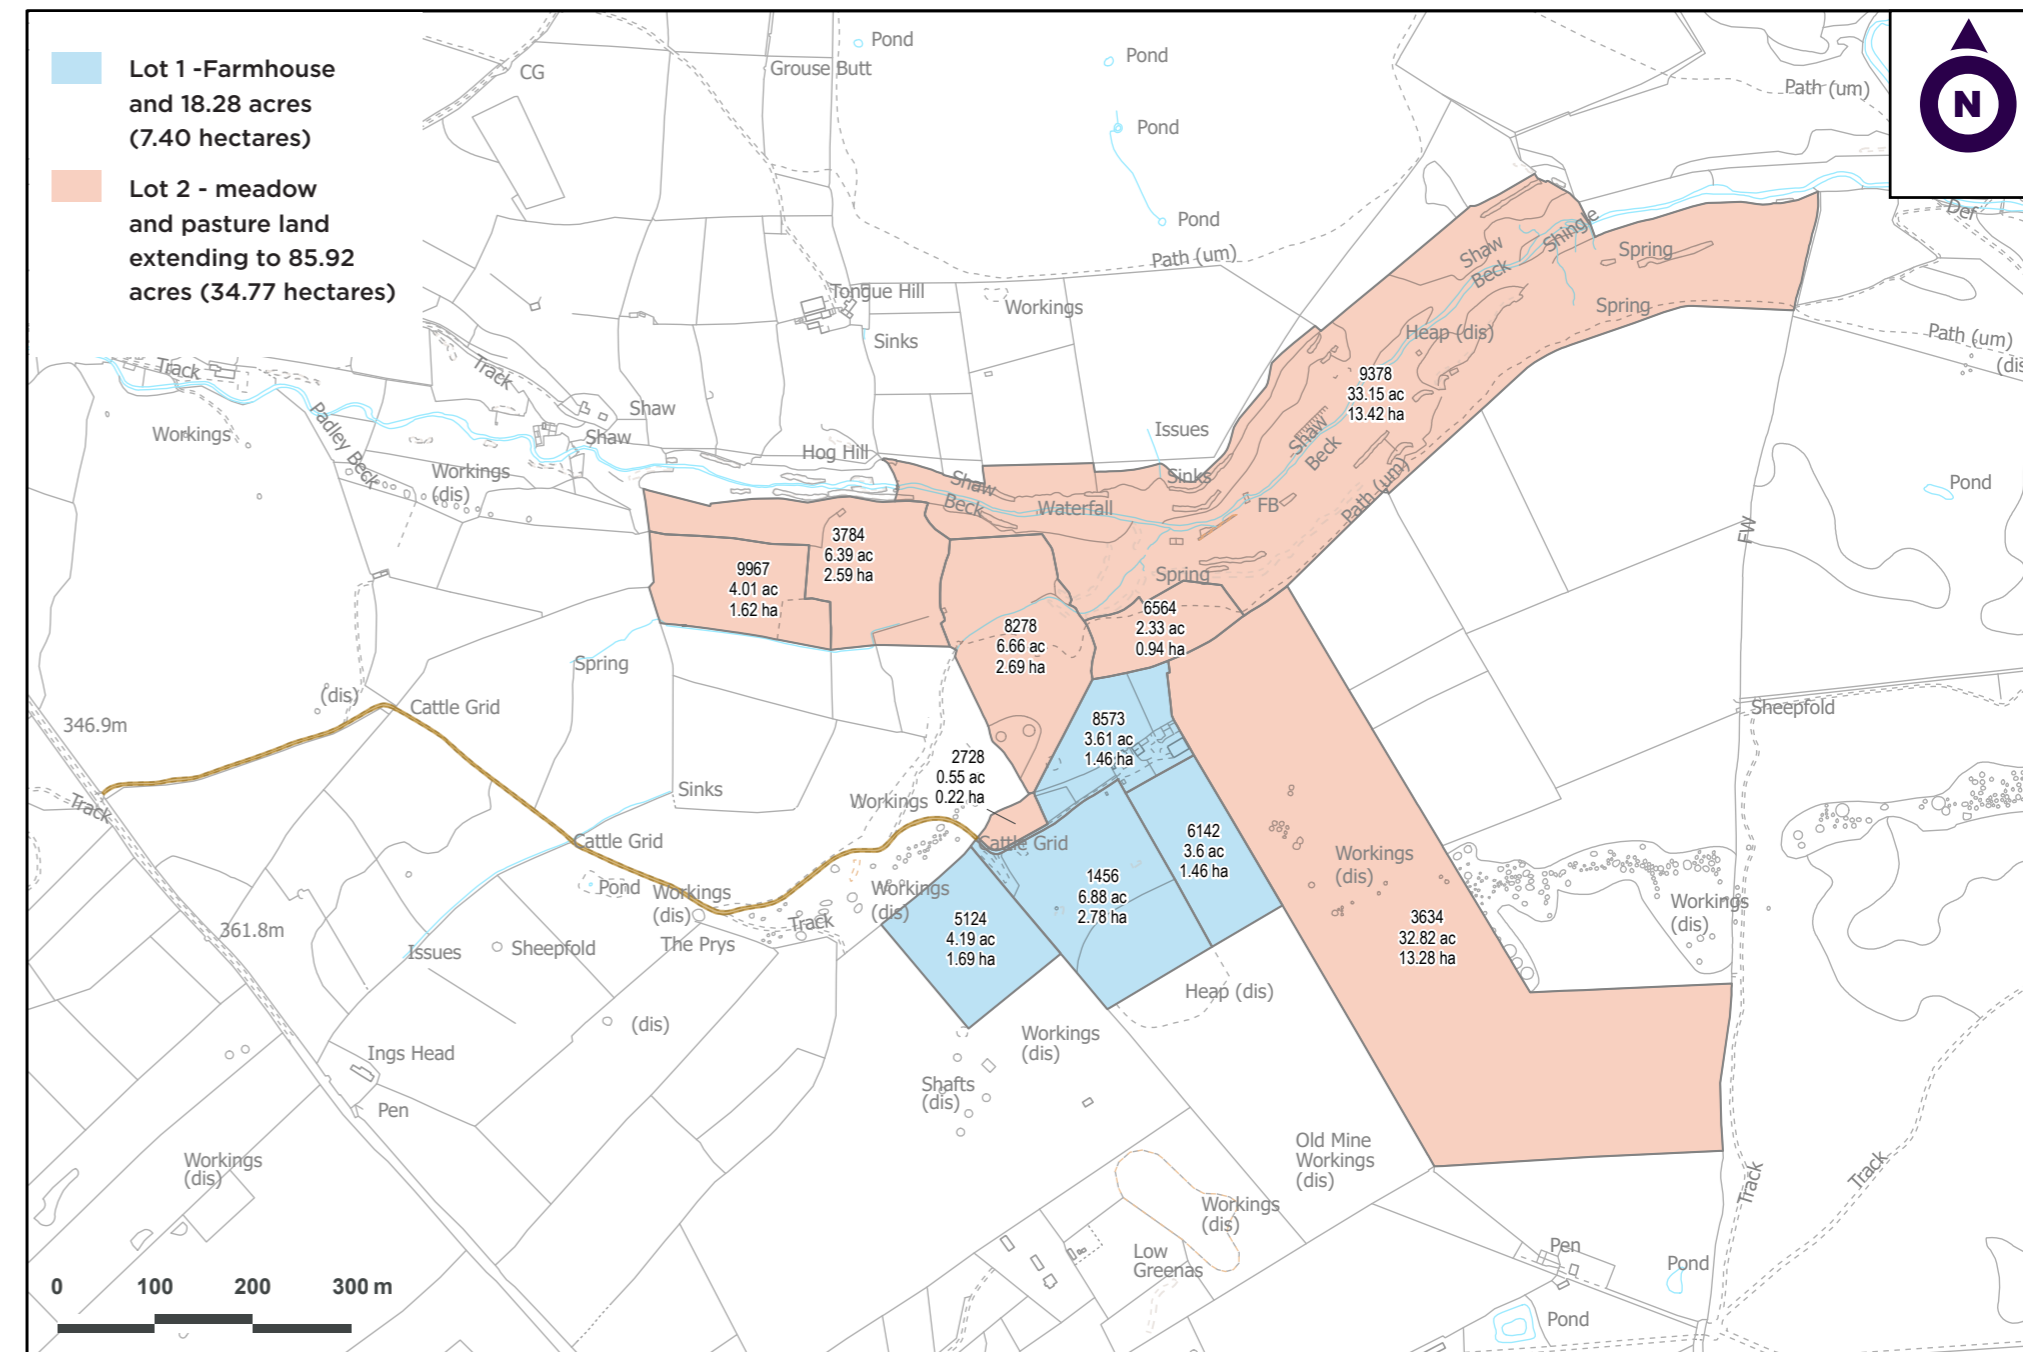 Lot 1 -Farmhouse
and 18.28 acres
(7.40 hectares)
Lot 2 - meadow
and pasture land
extending to 85.92
acres (34.77 hectares)
N
CG
Grouse Butt
Pond
Pond
Pond
Pond
Path (um)
Path (um)
Der
Path (um)
(dis
Tongue Hill
Sinks
Workings
Shaw
Beck
Shingle
Spring
Spring
Heap (dis)
9378
33.15 ac
13.42 ha
Shaw
Beck
Path (um)
FB
Track
Track
Shaw
Shaw
Padley Beck
Workings
Workings
(dis)
Hog Hill
Issues
Sinks
Shaw
Beck
Waterfall
Spring
3784
6.39 ac
2.59 ha
9967
4.01 ac
1.62 ha
8278
6.66 ac
2.69 ha
6564
2.33 ac
0.94 ha
Pond
FW
Sheepfold
Spring
(dis)
Cattle Grid
346.9m
Track
Sinks
Cattle Grid
Pond
Workings
(dis)
The Prys
Track
361.8m
Issues
Sheepfold
(dis)
2728
0.55 ac
0.22 ha
Workings
Cattle Grid
Workings
(dis)
8573
3.61 ac
1.46 ha
6142
3.6 ac
1.46 ha
1456
6.88 ac
2.78 ha
5124
4.19 ac
1.69 ha
Workings
(dis)
3634
32.82 ac
13.28 ha
Workings
(dis)
Heap (dis)
Workings
(dis)
Shafts
(dis)
Ings Head
Pen
Workings
(dis)
Old Mine
Workings
(dis)
Workings
(dis)
Low
Greenas
Track
Track
Pen
Pond
Pond
0 100 200 300 m